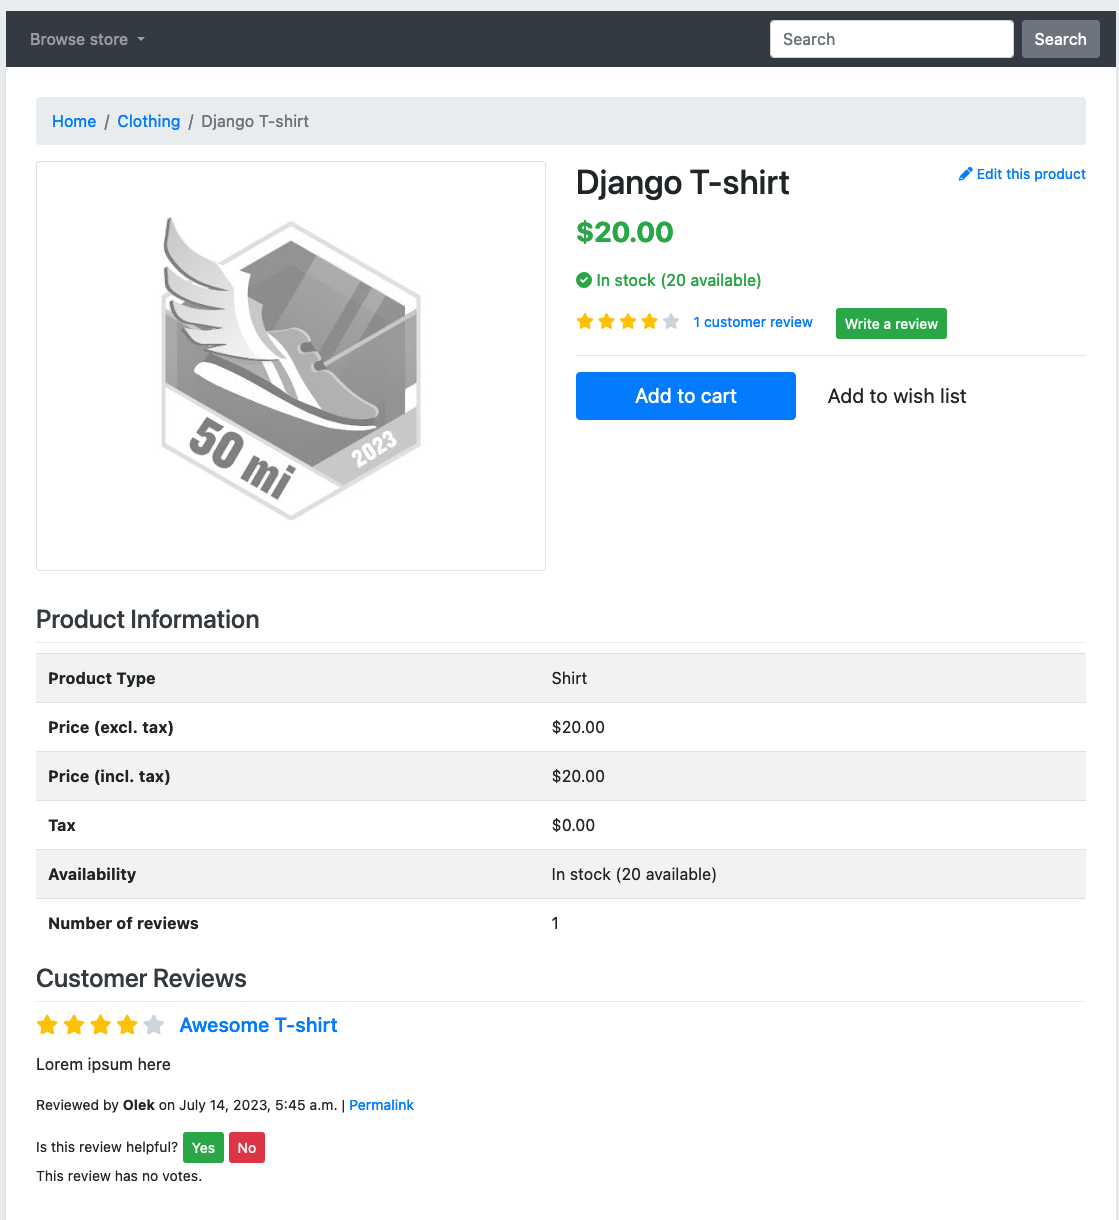 Browse store
Search
Search
Home / Clothing / Django T-shirt
50 mi
2023
Django T-shirt
Edit this product
$20.00
In stock (20 available)
1 customer review
Write a review
Add to cart
Add to wish list
Product Information
Product Type Shirt
Price (excl. tax) $20.00
Price (incl. tax) $20.00
Tax $0.00
Availability In stock (20 available)
Number of reviews 1
Customer Reviews
Awesome T-shirt
Lorem ipsum here
Reviewed by Olek on July 14, 2023, 5:45 a.m. | Permalink
Is this review helpful? Yes No
This review has no votes.